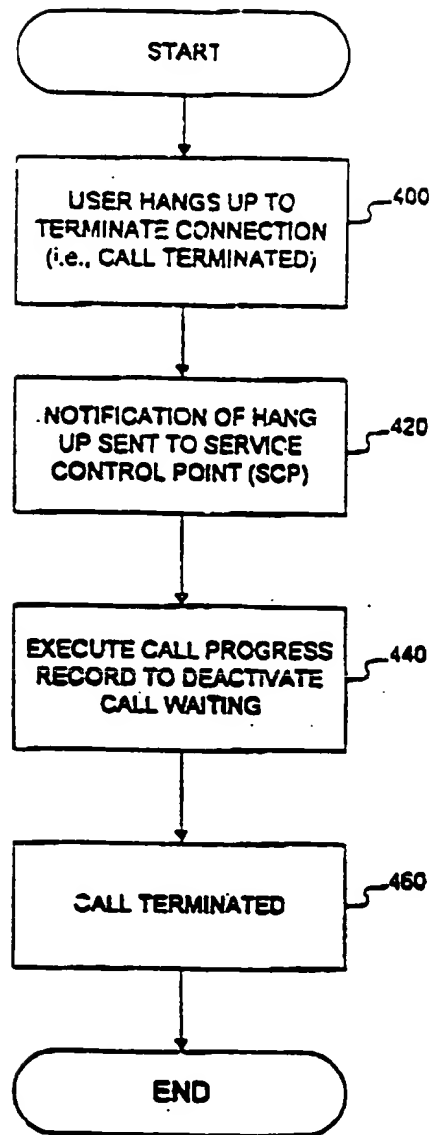 START
USER HANGS UP TO
TERMINATE CONNECTION
(i.e., CALL TERMINATED)
400
NOTIFICATION OF HANG
UP SENT TO SERVICE
CONTROL POINT (SCP)
420
EXECUTE CALL PROGRESS
RECORD TO DEACTIVATE
CALL WAITING
440
CALL TERMINATED
460
END